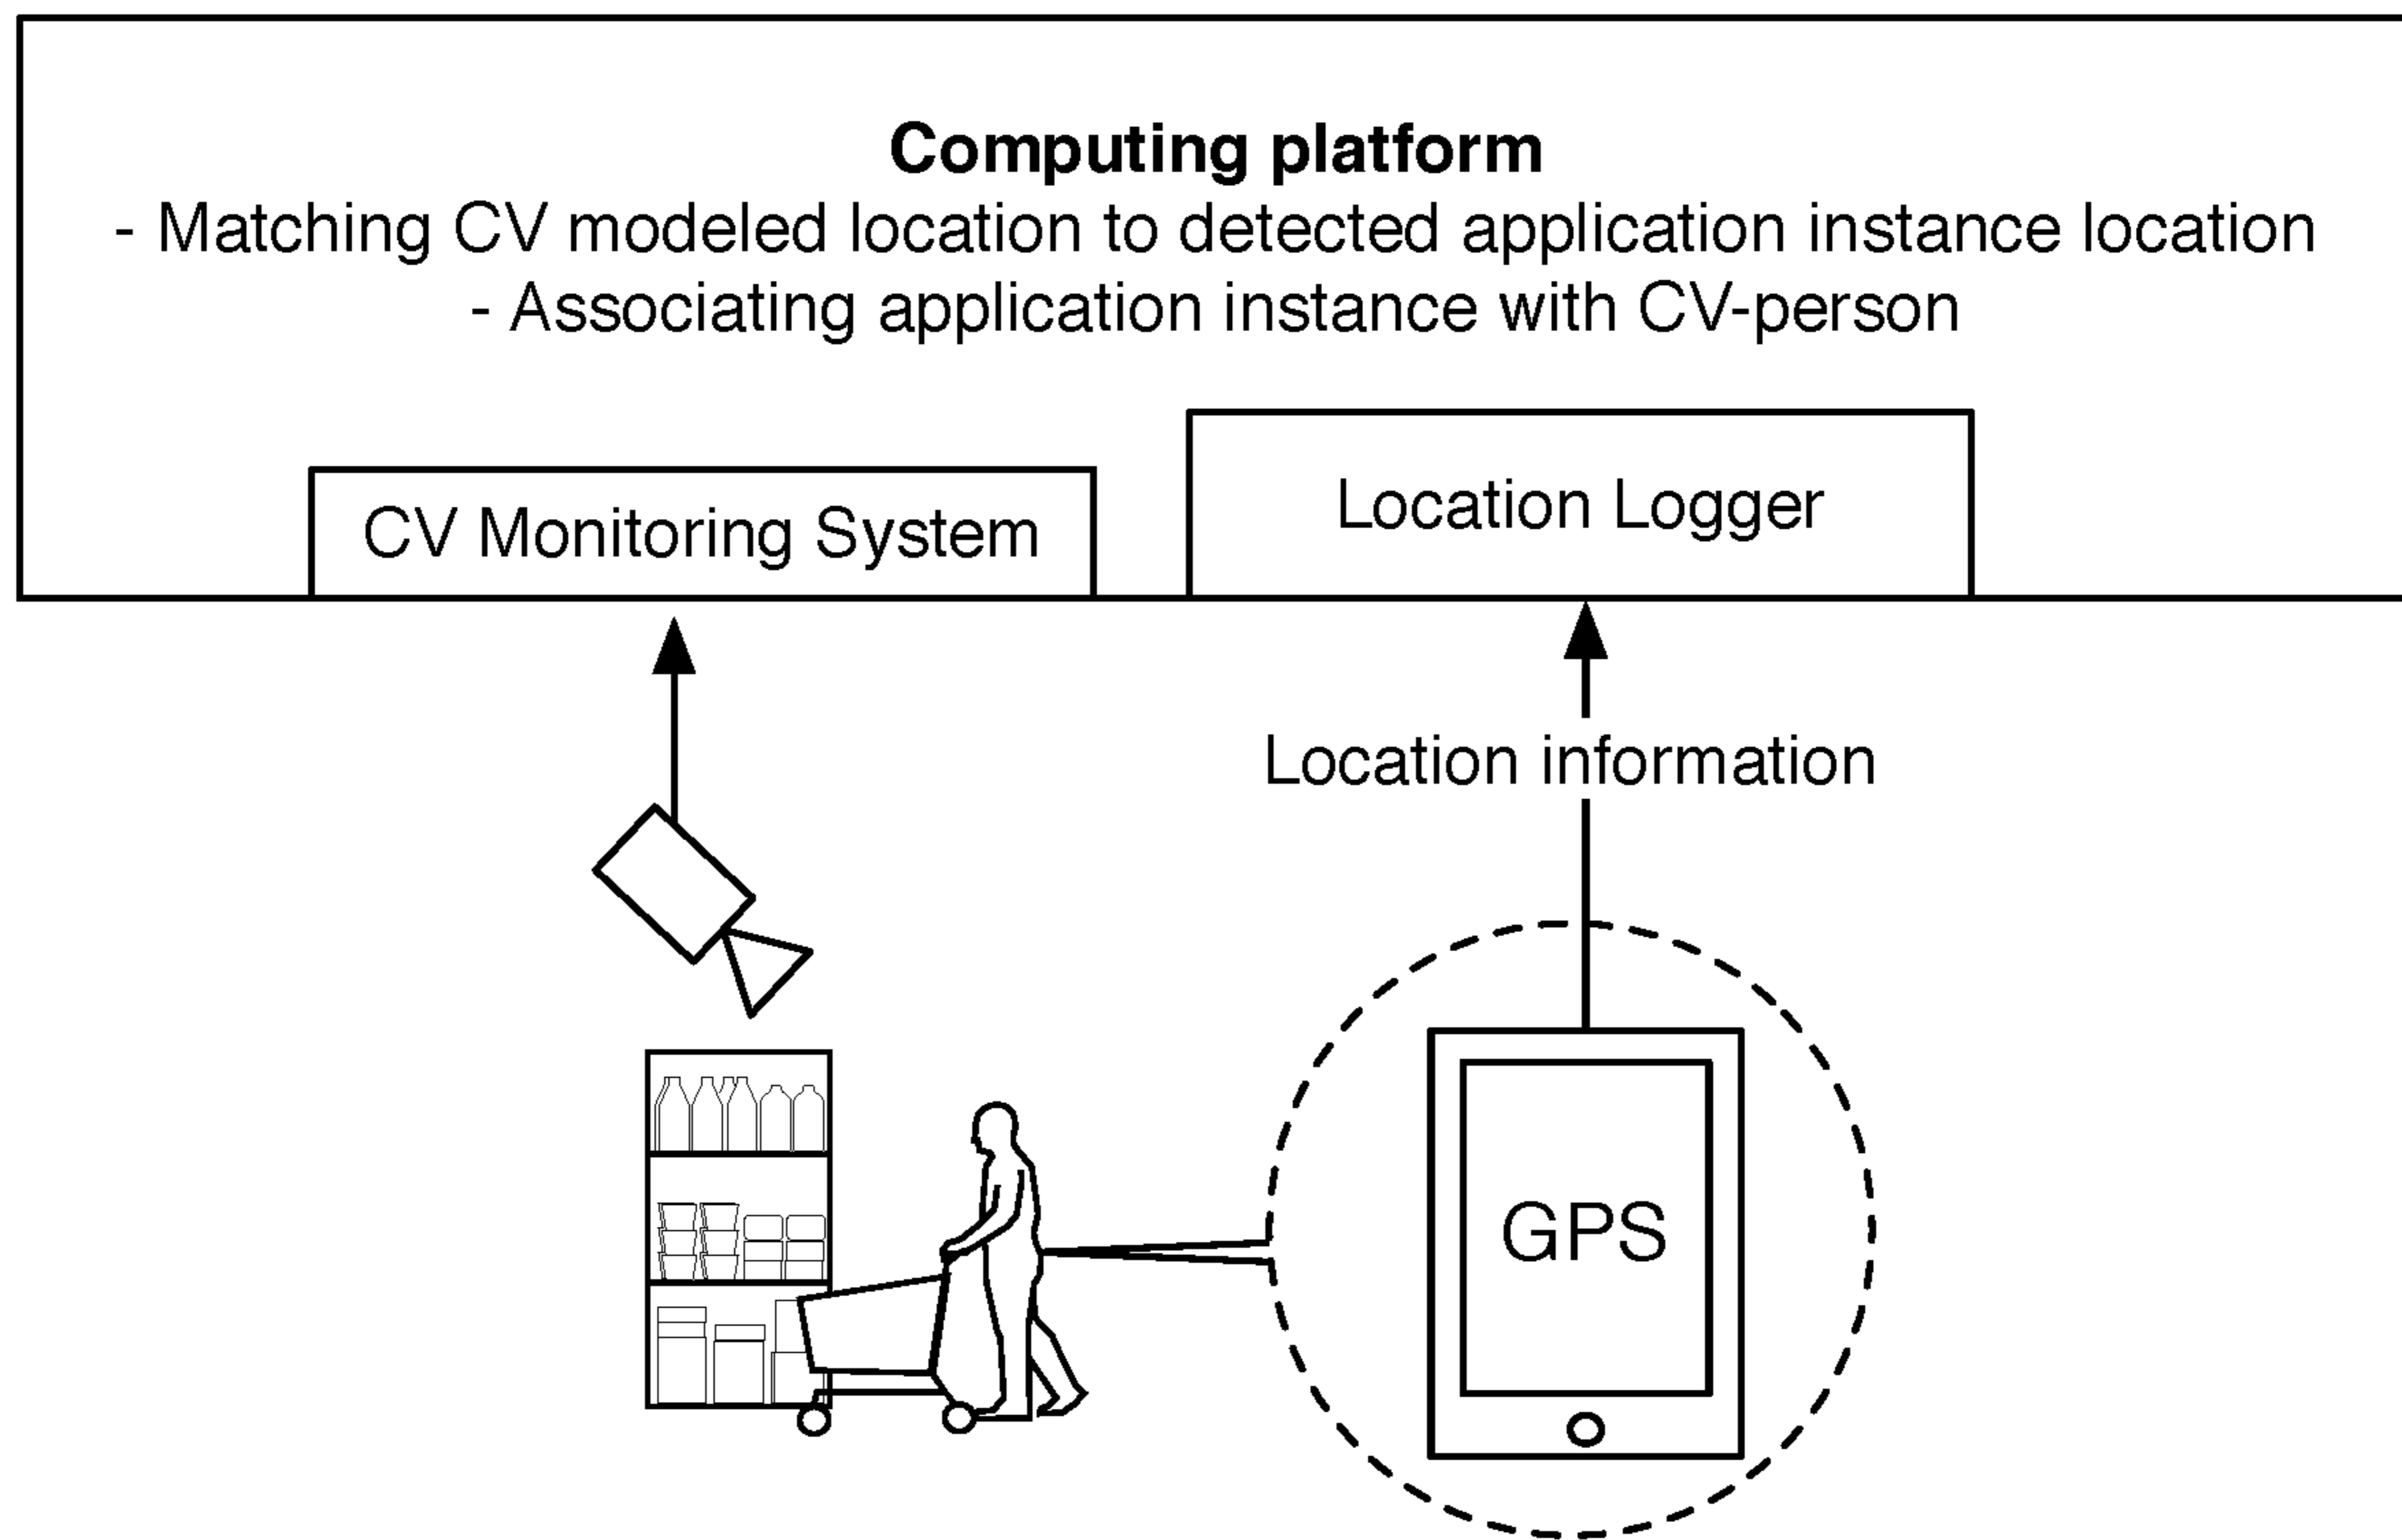 Computing platform
- Matching CV modeled location to detected application instance location
- Associating application instance with CV-person
CV Monitoring System
Location Logger
Location information
GPS